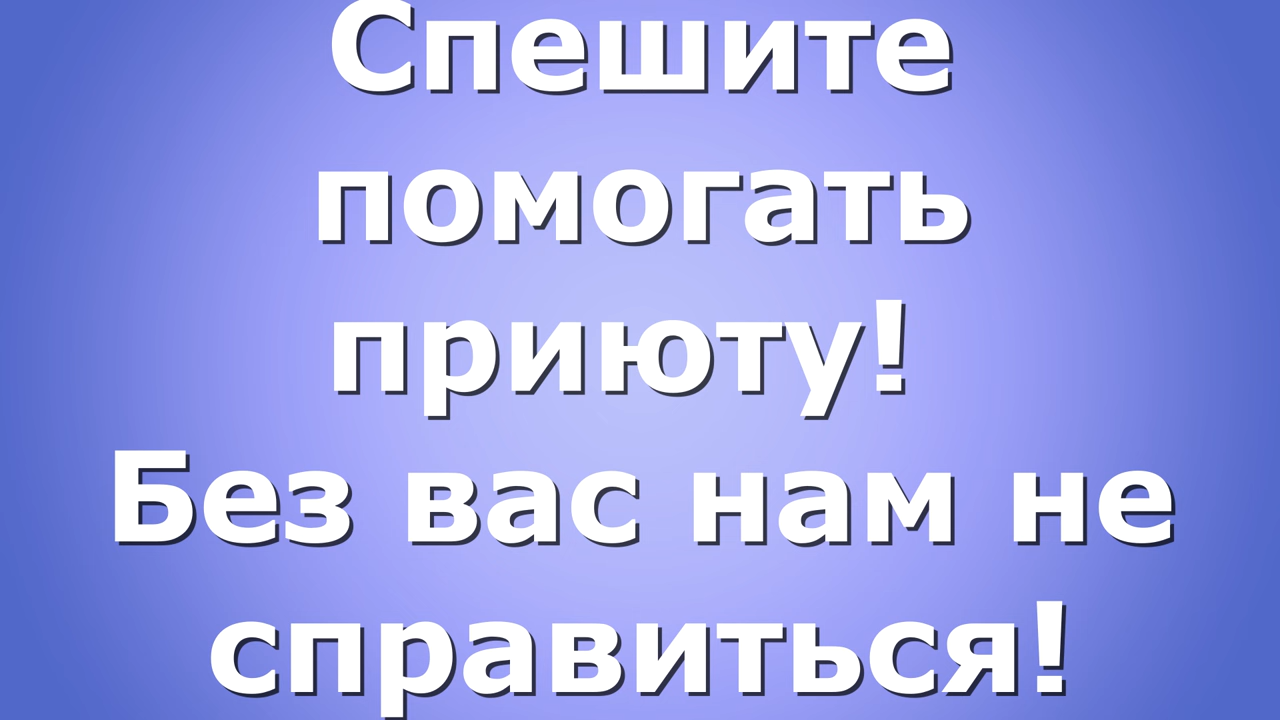 Спешите
помогать
приюту!
Без вас нам не
справиться!